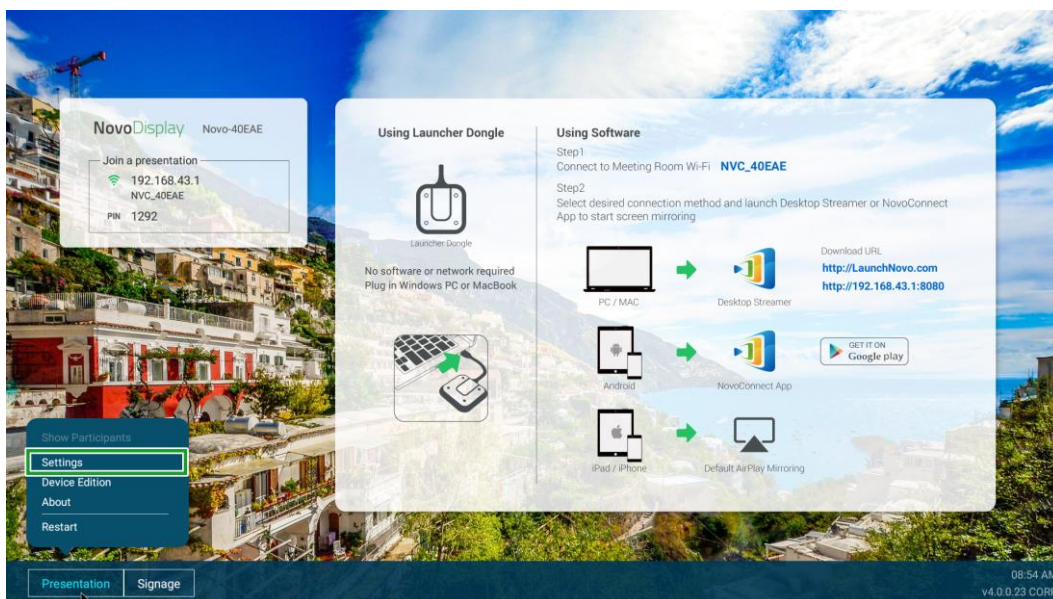 NovoDisplay Novo-40EAE
Join a presentation
192.168.43.1
NVC_40EAE
PIN 1292
Using Launcher Dongle
Launcher Dongle
No software or network required
Plug in Windows PC or MacBook
Using Software
Step1
Connect to Meeting Room Wi-Fi NVC_40EAE
Step2
Select desired connection method and launch Desktop Streamer or NovoConnect
App to start screen mirroring
PC / MAC
Desktop Streamer
Download URL
http://LaunchNovo.com
http://192.168.43.1:8080
Android
NovoConnect App
GET IT ON
Google play
iPad / iPhone
Default AirPlay Mirroring
Show Participants
Settings
Device Edition
About
Restart
Presentation
Signage
08:54 AM
v4.0.0.23